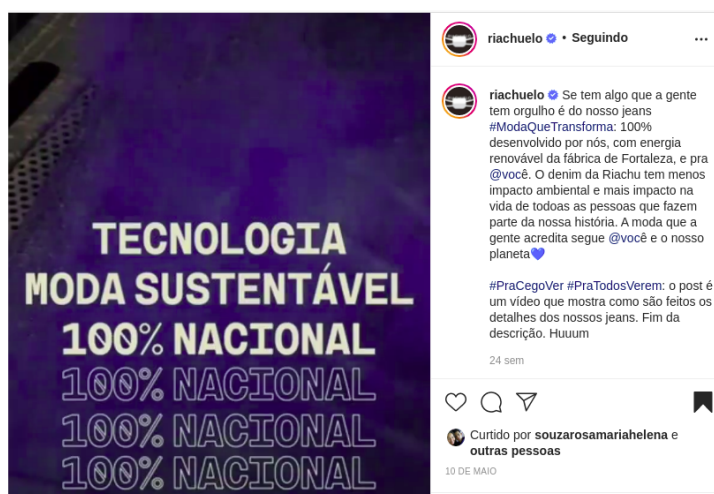 TECNOLOGIA
MODA SUSTENTÁVEL
100% NACIONAL
100% NACIONAL
100% NACIONAL
100% NACIONAL
riachuelo • Seguindo
riachuelo Se tem algo que a gente
tem orgulho é do nosso jeans
#ModaQueTransforma: 100%
desenvolvido por nós, com energia
renovável da fábrica de Fortaleza, e pra
@você. O denim da Riachu tem menos
impacto ambiental e mais impacto na
vida de todoas as pessoas que fazem
parte da nossa história. A moda que a
gente acredita segue @você e o nosso
planeta💙
#PraCegoVer #PraTodosVerem: o post é
um vídeo que mostra como são feitos os
detalhes dos nossos jeans. Fim da
descrição. Huuum
24 sem
Curtido por souzarosamariahelena e
outras pessoas
10 DE MAIO